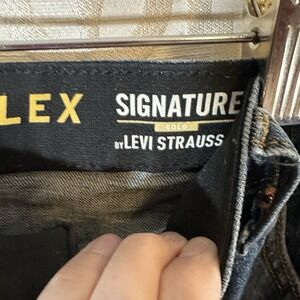 LEX
SIGNATURE
GOLD
BY LEVI STRAUSS